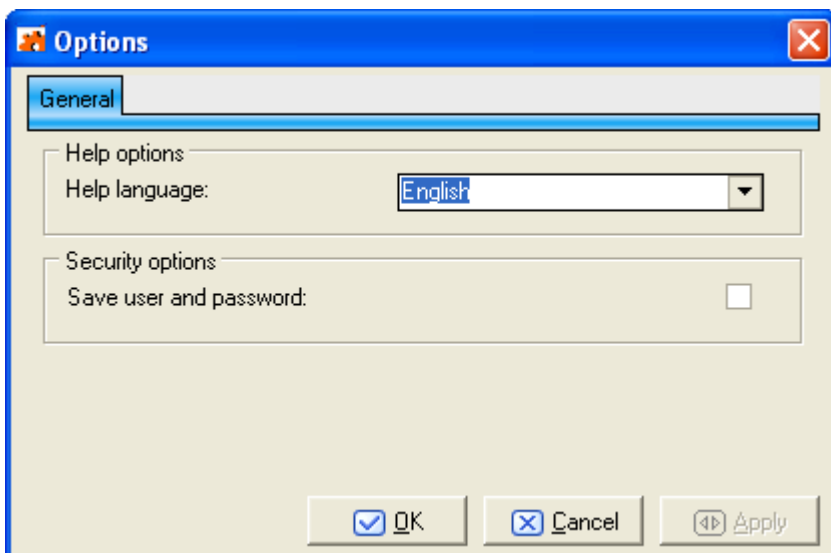 Options
General
Help options
Help language: English
Security options
Save user and password:
OK Cancel Apply